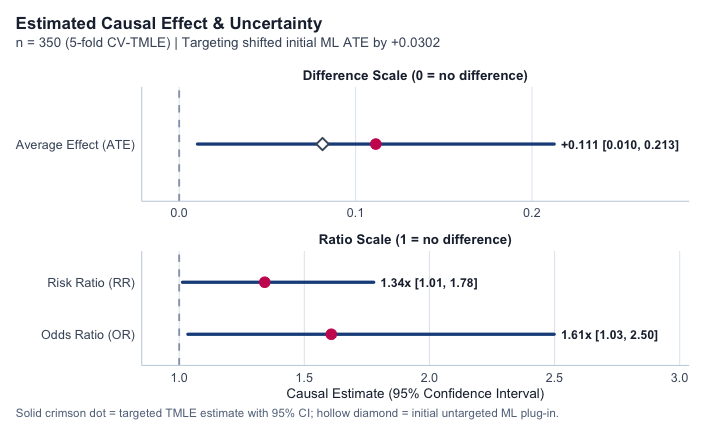 Estimated Causal Effect & Uncertainty
n = 350 (5-fold CV-TMLE) | Targeting shifted initial ML ATE by +0.0302
Difference Scale (0 = no difference)
Average Effect (ATE)
+0.111 [0.010, 0.213]
0.0 0.1 0.2
Ratio Scale (1 = no difference)
Risk Ratio (RR)
1.34x [1.01, 1.78]
Odds Ratio (OR)
1.61x [1.03, 2.50]
1.0 1.5 2.0 2.5 3.0
Causal Estimate (95% Confidence Interval)
Solid crimson dot = targeted TMLE estimate with 95% CI; hollow diamond = initial untargeted ML plug-in.